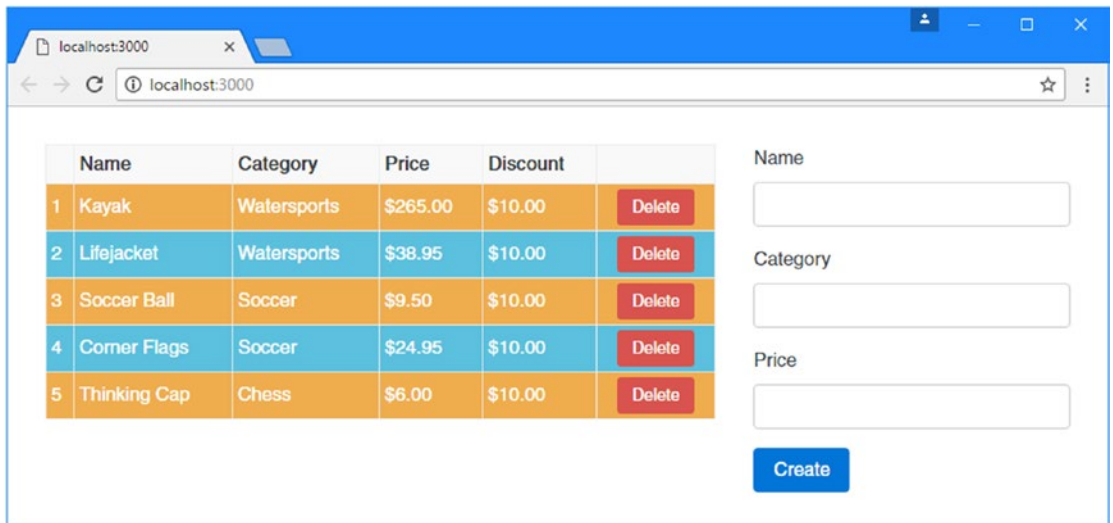 localhost:3000
localhost:3000
Name Category Price Discount
1 Kayak Watersports $265.00 $10.00 Delete
2 Lifejacket Watersports $38.95 $10.00 Delete
3 Soccer Ball Soccer $9.50 $10.00 Delete
4 Corner Flags Soccer $24.95 $10.00 Delete
5 Thinking Cap Chess $6.00 $10.00 Delete
Name
Category
Price
Create